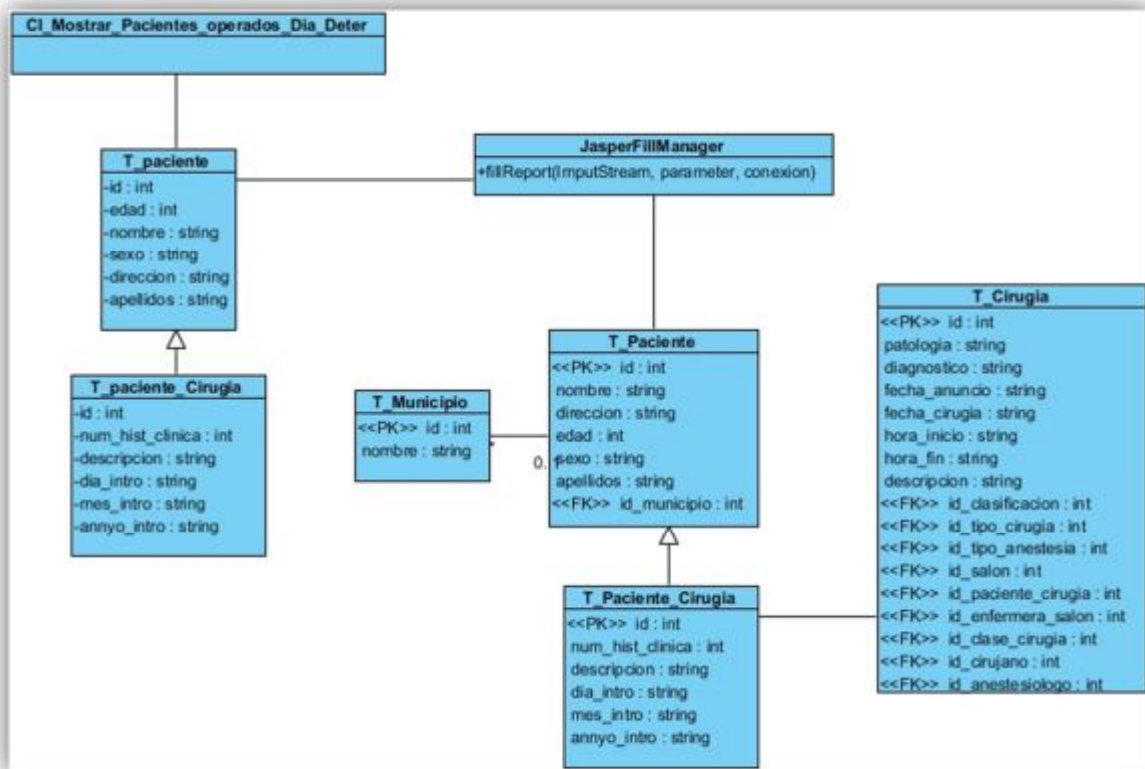 CI_Mostrar_Pacientes_operados_Dia_Deter
T_paciente
-id : int
-edad : int
-nombre : string
-sexo : string
-direccion : string
-apellidos : string
JasperFillManager
+fillReport(ImputStream, parameter, conexion)
T_paciente_Cirugia
-id : int
-num_hist_clinica : int
-descripcion : string
-dia_intro : string
-mes_intro : string
-annyo_intro : string
T_Municipio
<<PK>> id : int
nombre : string
*
0..1
T_Paciente
<<PK>> id : int
nombre : string
direccion : string
edad : int
sexo : string
apellidos : string
<<FK>> id_municipio : int
T_Paciente_Cirugia
<<PK>> id : int
num_hist_clinica : int
descripcion : string
dia_intro : string
mes_intro : string
annyo_intro : string
T_Cirugia
<<PK>> id : int
patologia : string
diagnostico : string
fecha_anuncio : string
fecha_cirugia : string
hora_inicio : string
hora_fin : string
descripcion : string
<<FK>> id_clasificacion : int
<<FK>> id_tipo_cirugia : int
<<FK>> id_tipo_anestesia : int
<<FK>> id_salon : int
<<FK>> id_paciente_cirugia : int
<<FK>> id_enfermera_salon : int
<<FK>> id_clase_cirugia : int
<<FK>> id_cirujano : int
<<FK>> id_anestesiologo : int